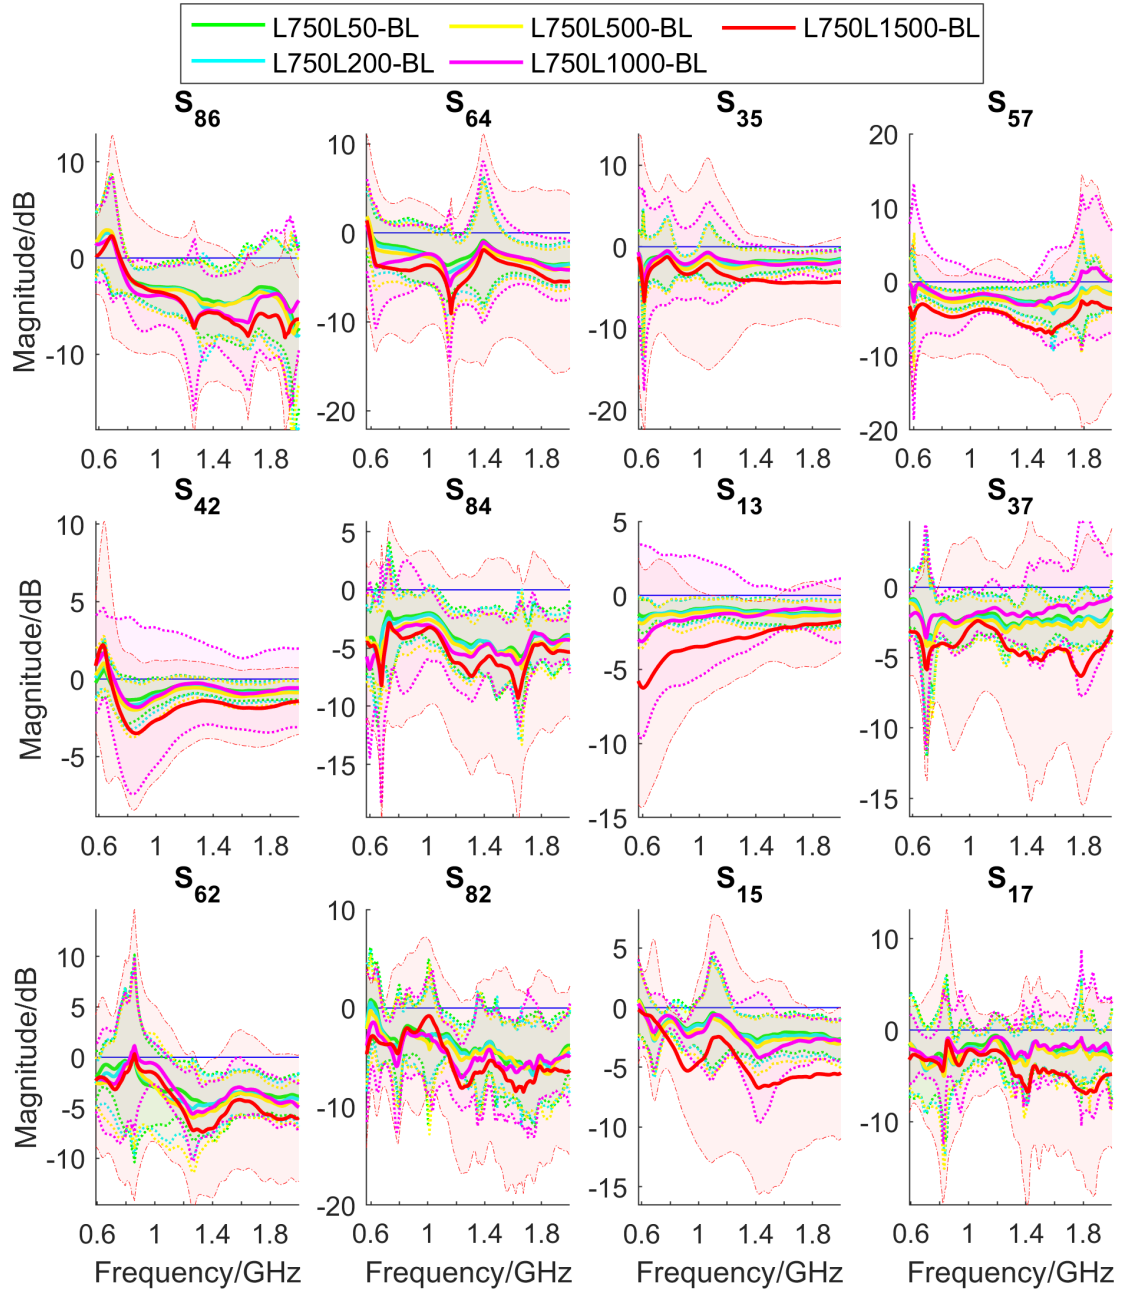 L750L50-BL L750L500-BL L750L1500-BL
L750L200-BL L750L1000-BL
S86 S64 S35 S57
Magnitude/dB
10 0 -10
10 0 -10 -20
10 0 -10 -20
20 10 0 -10 -20
0.6 1 1.4 1.8 0.6 1 1.4 1.8 0.6 1 1.4 1.8 0.6 1 1.4 1.8
S42 S84 S13 S37
Magnitude/dB
10 5 0 -5
5 0 -5 -10 -15
5 0 -5 -10 -15
5 0 -5 -10 -15
0.6 1 1.4 1.8 0.6 1 1.4 1.8 0.6 1 1.4 1.8 0.6 1 1.4 1.8
S62 S82 S15 S17
Magnitude/dB
10 5 0 -5 -10
10 0 -10 -20
5 0 -5 -10 -15
10 0 -10
0.6 1 1.4 1.8 0.6 1 1.4 1.8 0.6 1 1.4 1.8 0.6 1 1.4 1.8
Frequency/GHz Frequency/GHz Frequency/GHz Frequency/GHz